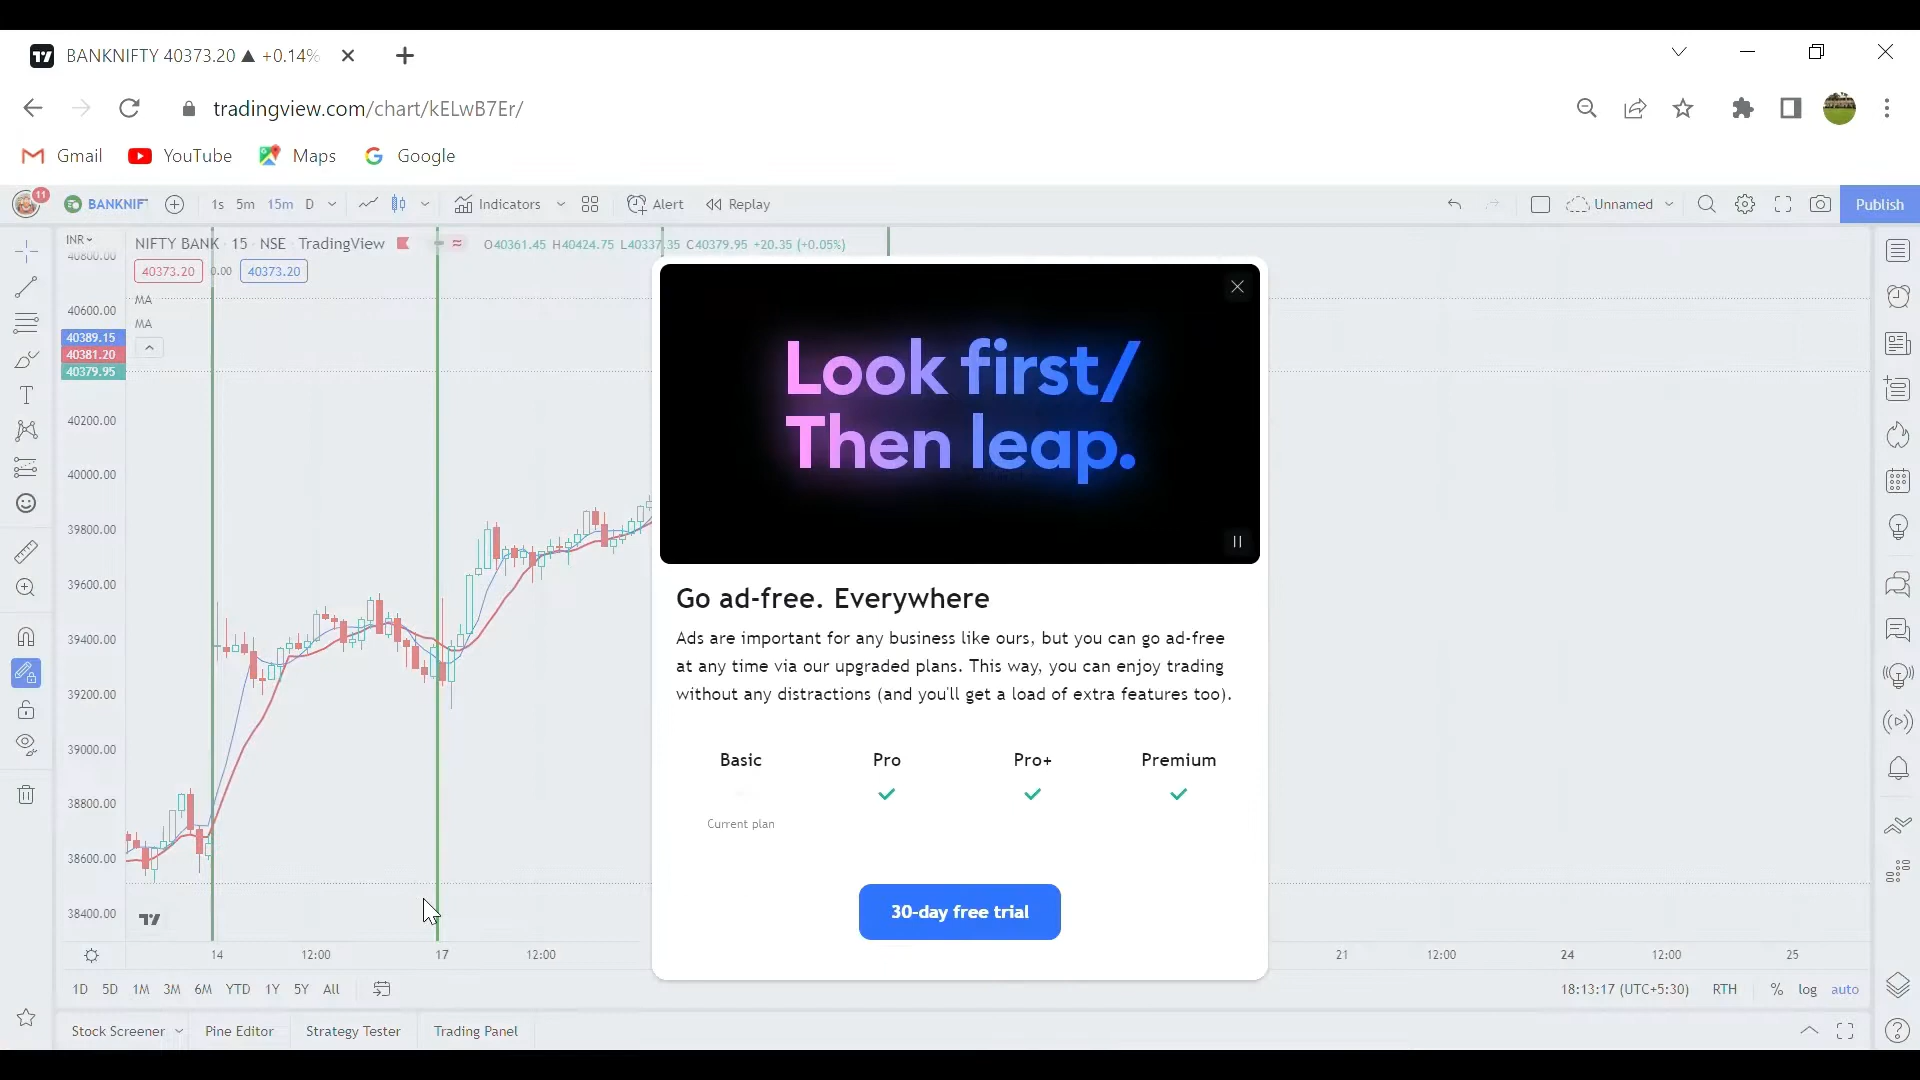 BANKNIFTY 40373.20 ▲ +0.14%
tradingview.com/chart/kELwB7Er/
Gmail YouTube Maps Google
11 BANKNIFT 1s 5m 15m D Indicators Alert Replay Unnamed Publish
INR NIFTY BANK · 15 · NSE · TradingView O40361.45 H40424.75 L40337.35 C40379.95 +20.35 (+0.05%)
40800.00
40373.20 0.00 40373.20
MA
40600.00
MA
40389.15
40381.20
40379.95
40200.00
40000.00
39800.00
39600.00
39400.00
39200.00
39000.00
38800.00
38600.00
38400.00
Look first/
Then leap.
Go ad-free. Everywhere
Ads are important for any business like ours, but you can go ad-free
at any time via our upgraded plans. This way, you can enjoy trading
without any distractions (and you'll get a load of extra features too).
Basic Pro Pro+ Premium
Current plan
30-day free trial
14 12:00 17 12:00 21 12:00 24 12:00 25
1D 5D 1M 3M 6M YTD 1Y 5Y All 18:13:17 (UTC+5:30) RTH % log auto
Stock Screener Pine Editor Strategy Tester Trading Panel